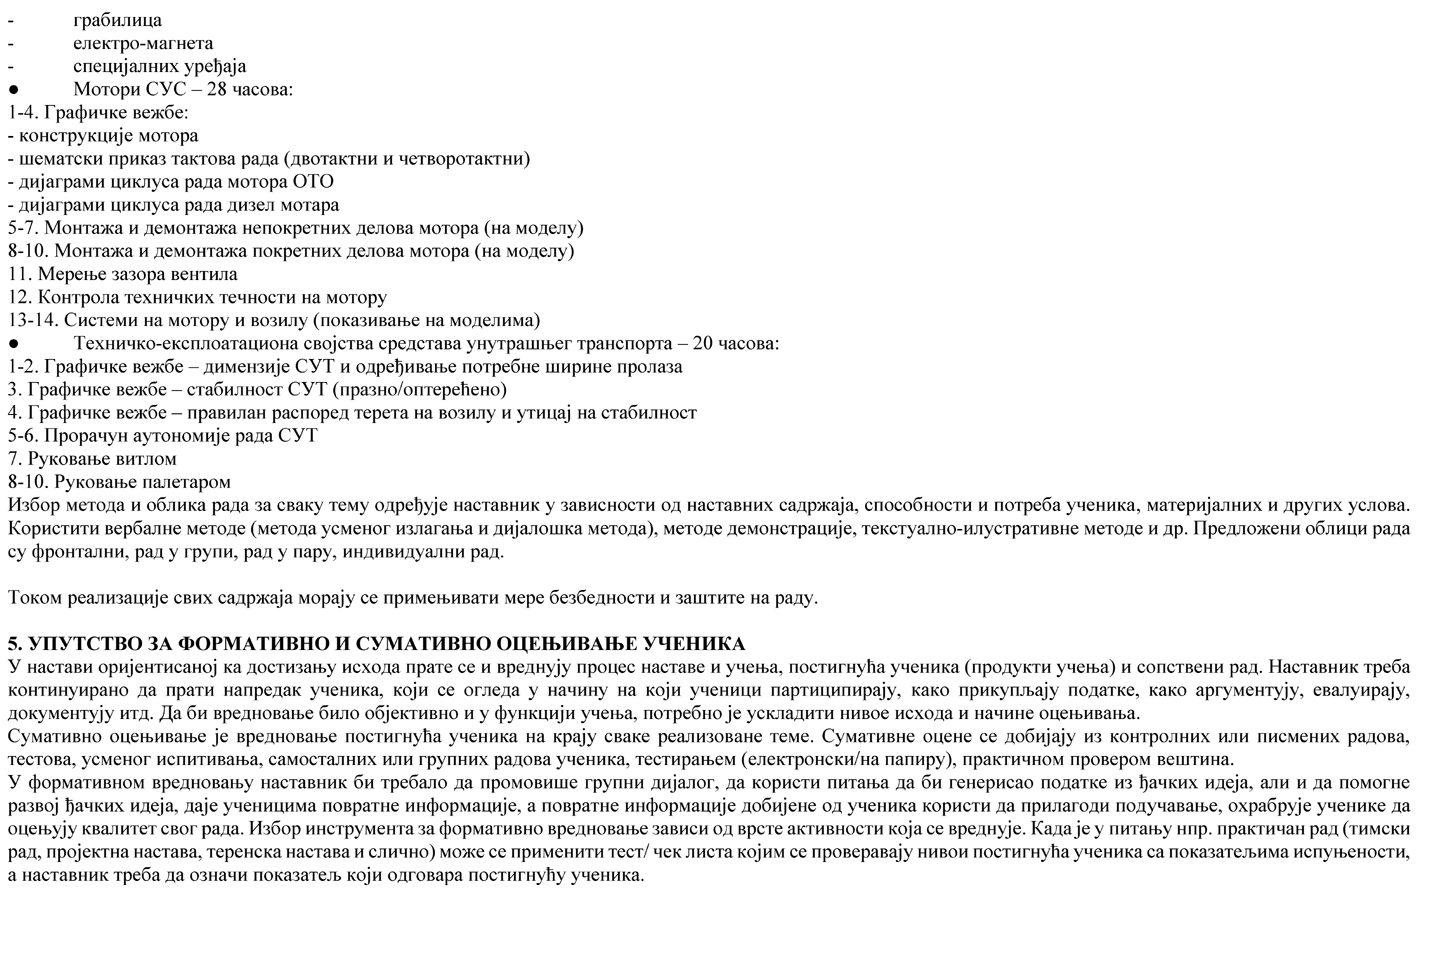 - грабилица
- електро-магнета
- специјалних уређаја
● Мотори СУС – 28 часова:
1-4. Графичке вежбе:
- конструкције мотора
- шематски приказ тактова рада (двотактни и четворотактни)
- дијаграми циклуса рада мотора ОТО
- дијаграми циклуса рада дизел мотара
5-7. Монтажа и демонтажа непокретних делова мотора (на моделу)
8-10. Монтажа и демонтажа покретних делова мотора (на моделу)
11. Мерење зазора вентила
12. Контрола техничких течности на мотору
13-14. Системи на мотору и возилу (показивање на моделима)
● Техничко-експлоатациона својства средстава унутрашњег транспорта – 20 часова:
1-2. Графичке вежбе – димензије СУТ и одређивање потребне ширине пролаза
3. Графичке вежбе – стабилност СУТ (празно/оптерећено)
4. Графичке вежбе – правилан распоред терета на возилу и утицај на стабилност
5-6. Прорачун аутономије рада СУТ
7. Руковање витлом
8-10. Руковање палетаром
Избор метода и облика рада за сваку тему одређује наставник у зависности од наставних садржаја, способности и потреба ученика, материјалних и других услова.
Користити вербалне методе (метода усменог излагања и дијалошка метода), методе демонстрације, текстуално-илустративне методе и др. Предложени облици рада
су фронтални, рад у групи, рад у пару, индивидуални рад.
Током реализације свих садржаја морају се примењивати мере безбедности и заштите на раду.
5. УПУТСТВО ЗА ФОРМАТИВНО И СУМАТИВНО ОЦЕЊИВАЊЕ УЧЕНИКА
У настави оријентисаној ка достизању исхода прате се и вреднују процес наставе и учења, постигнућа ученика (продукти учења) и сопствени рад. Наставник треба
континуирано да прати напредак ученика, који се огледа у начину на који ученици партиципирају, како прикупљају податке, како аргументују, евалуирају,
документују итд. Да би вредновање било објективно и у функцији учења, потребно је ускладити нивое исхода и начине оцењивања.
Сумативно оцењивање је вредновање постигнућа ученика на крају сваке реализоване теме. Сумативне оцене се добијају из контролних или писмених радова,
тестова, усменог испитивања, самосталних или групних радова ученика, тестирањем (електронски/на папиру), практичном провером вештина.
У формативном вредновању наставник би требало да промовише групни дијалог, да користи питања да би генерисао податке из ђачких идеја, али и да помогне
развој ђачких идеја, даје ученицима повратне информације, а повратне информације добијене од ученика користи да прилагоди подучавање, охрабрује ученике да
оцењују квалитет свог рада. Избор инструмента за формативно вредновање зависи од врсте активности која се вреднује. Када је у питању нпр. практичан рад (тимски
рад, пројектна настава, теренска настава и слично) може се применити тест/ чек листа којим се проверавају нивои постигнућа ученика са показатељима испуњености,
а наставник треба да означи показатељ који одговара постигнућу ученика.